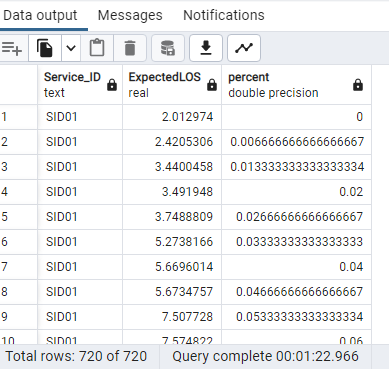 Data output Messages Notifications
Service_ID ExpectedLOS percent
text real double precision
1 SID01 2.012974 0
2 SID01 2.4205306 0.006666666666666667
3 SID01 3.4400458 0.013333333333333334
4 SID01 3.491948 0.02
5 SID01 3.7488809 0.02666666666666667
6 SID01 5.2738166 0.03333333333333333
7 SID01 5.6696014 0.04
8 SID01 5.6734757 0.04666666666666667
9 SID01 7.507728 0.05333333333333334
10 SID01 7.574822 0.06
Total rows: 720 of 720 Query complete 00:01:22.966